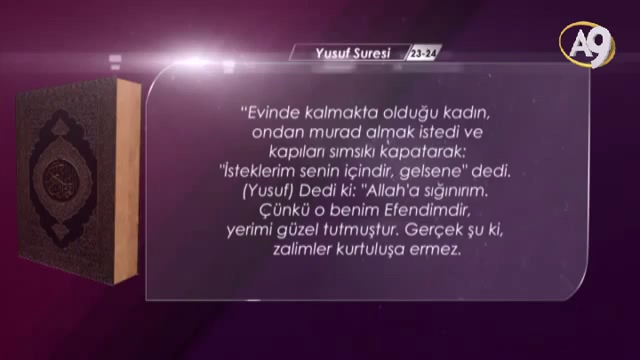 Yusuf Suresi 23-24
A9
"Evinde kalmakta olduğu kadın,
ondan murad almak istedi ve
kapıları sımsıkı kapatarak:
"İsteklerim senin içindir, gelsene" dedi.
(Yusuf) Dedi ki: "Allah'a sığınırım.
Çünkü o benim Efendimdir,
yerimi güzel tutmuştur. Gerçek şu ki,
zalimler kurtuluşa ermez.